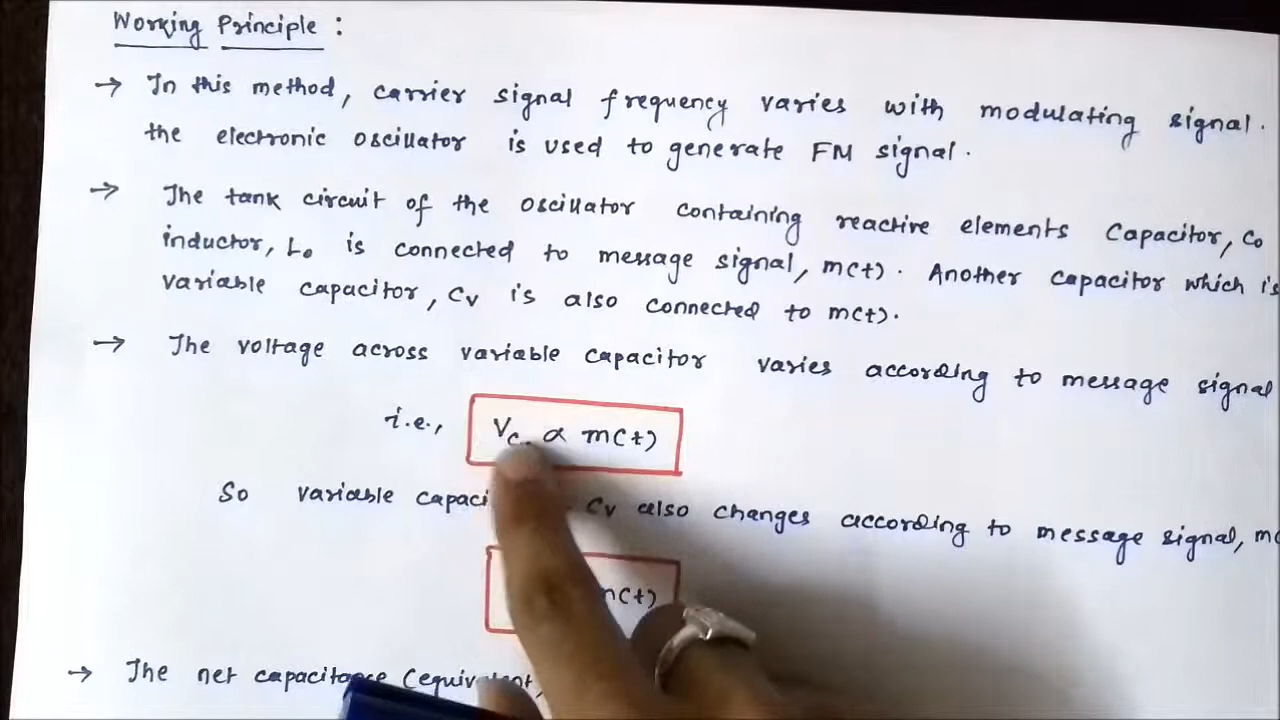 Working Principle :
→ In this method, carrier signal frequency varies with modulating signal.
the electronic oscillator is used to generate FM signal.
→ The tank circuit of the oscillator containing reactive elements Capacitor, Co
inductor, Lo is connected to message signal, m(t). Another capacitor which is
variable capacitor, Cv is also connected to m(t).
→ The voltage across variable capacitor varies according to message signal
i.e., Vc ∝ m(t)
So variable capaci Cv also changes according to message signal, m(
m(t)
→ The net capacitance (equiv